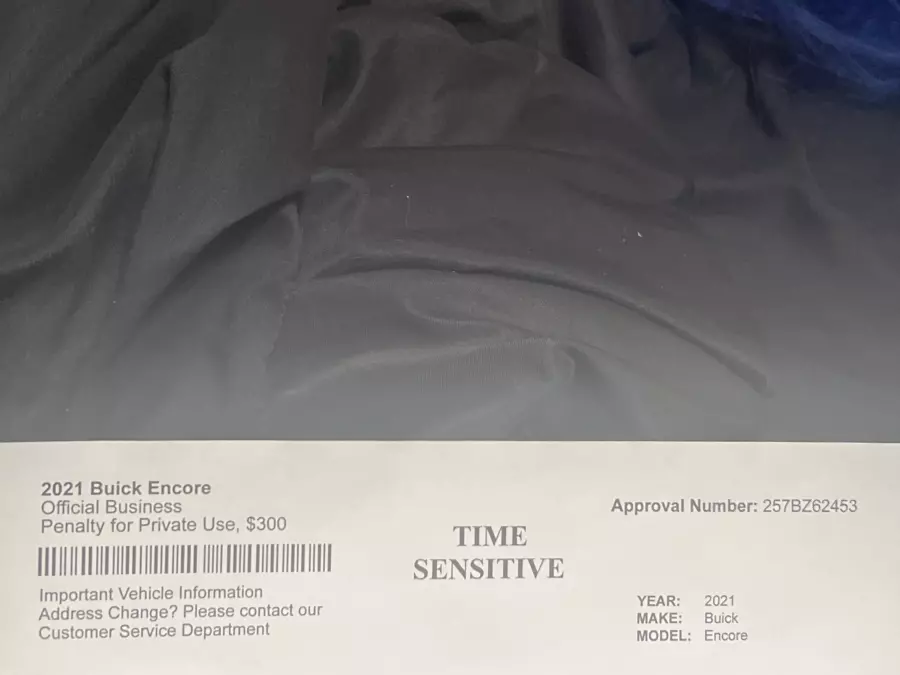 2021 Buick Encore
Official Business
Penalty for Private Use, $300
Important Vehicle Information
Address Change? Please contact our
Customer Service Department
TIME
SENSITIVE
Approval Number: 257BZ62453
YEAR: 2021
MAKE: Buick
MODEL: Encore